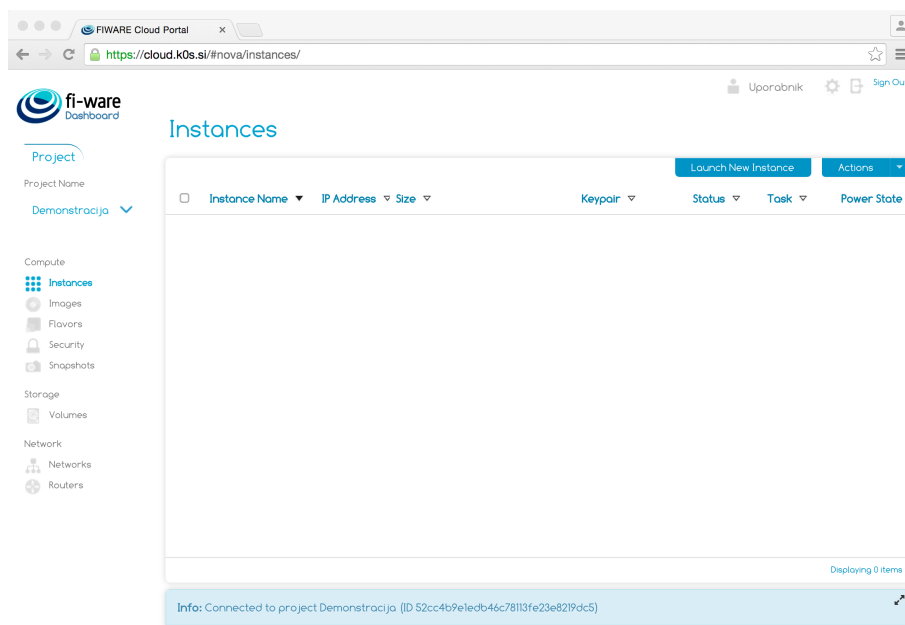 FIWARE Cloud Portal ×
https://cloud.k0s.si/#nova/instances/
Uporabnik
Sign Ou
fi-ware
Dashboard
Instances
Project
Project Name
Demonstracija
Launch New Instance
Actions
Instance Name
IP Address
Size
Keypair
Status
Task
Power State
Compute
Instances
Images
Flavors
Security
Snapshots
Storage
Volumes
Network
Networks
Routers
Displaying 0 items
Info: Connected to project Demonstracija (ID 52cc4b9e1edb46c78113fe23e8219dc5)